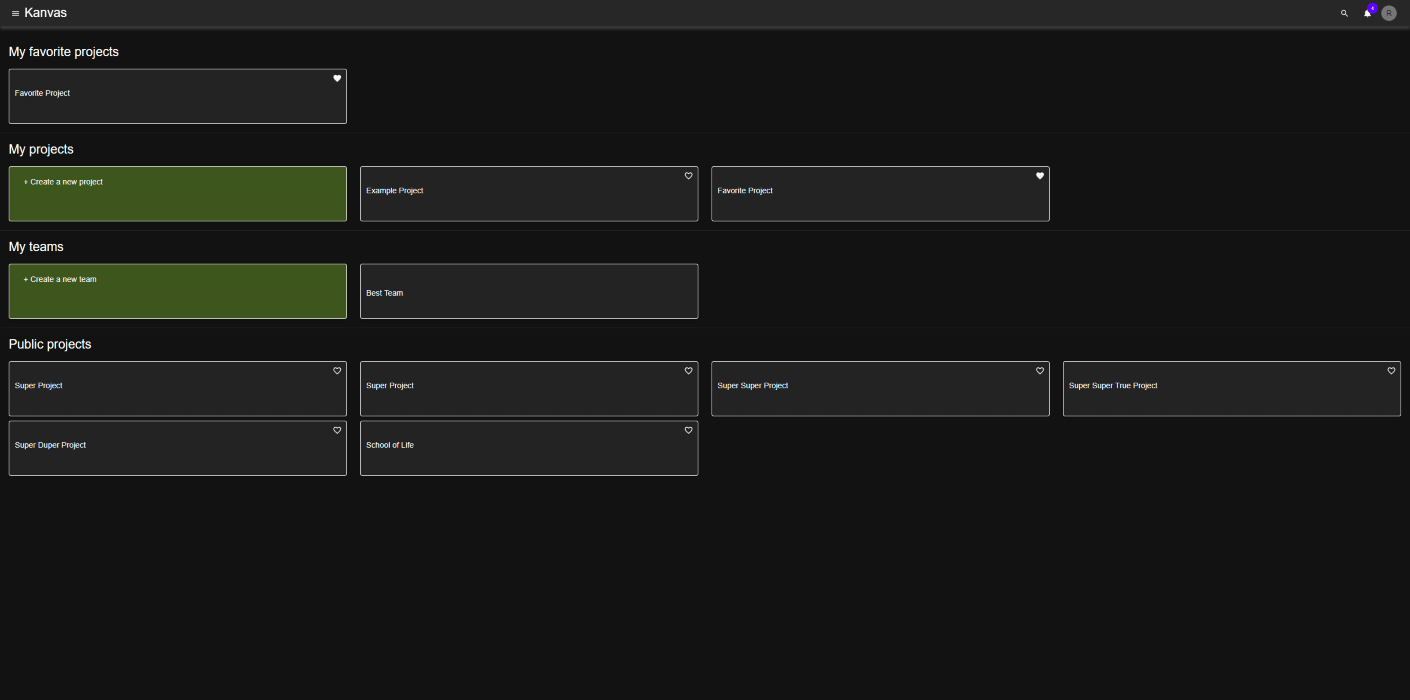 Kanvas
R
My favorite projects
Favorite Project
My projects
+ Create a new project
Example Project
Favorite Project
My teams
+ Create a new team
Best Team
Public projects
Super Project
Super Project
Super Super Project
Super Super True Project
Super Duper Project
School of Life